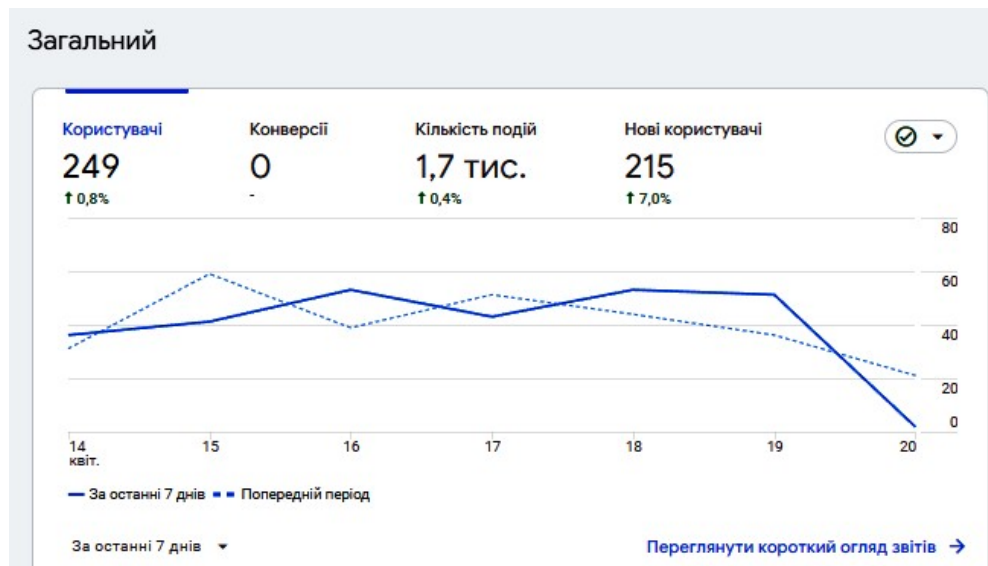 Загальний
Користувачі Конверсії Кількість подій Нові користувачі
249 0 1,7 тис. 215
↑ 0,8% - ↑ 0,4% ↑ 7,0%
80
60
40
20
0
14 15 16 17 18 19 20
квіт.
За останні 7 днів Попередній період
За останні 7 днів Переглянути короткий огляд звітів →